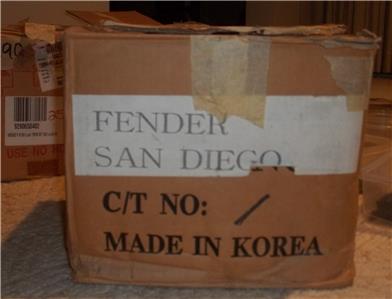 FENDER
SAN DIEGO
C/T NO: /
MADE IN KOREA